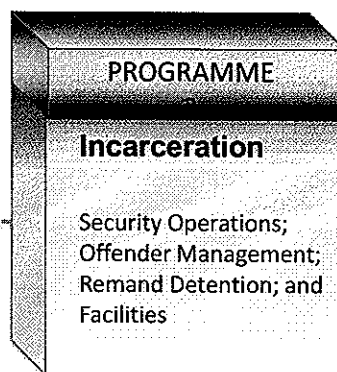 PROGRAMME
Incarceration
Security Operations;
Offender Management;
Remand Detention; and
Facilities